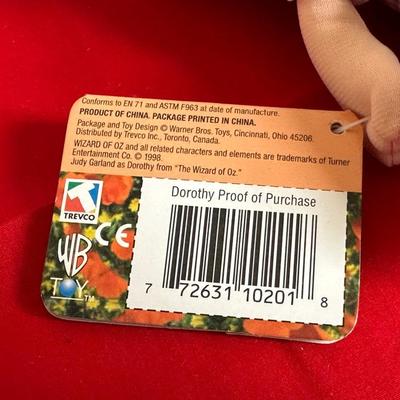 Conforms to EN 71 and ASTM F963 at date of manufacture.
PRODUCT OF CHINA. PACKAGE PRINTED IN CHINA.
Package and Toy Design © Warner Bros. Toys, Cincinnati, Ohio 45206.
Distributed by Trevco Inc., Toronto, Canada.
WIZARD OF OZ and all related characters and elements are trademarks of Turner
Entertainment Co. © 1998.
Judy Garland as Dorothy from "The Wizard of Oz."
TREVCO
CE
WB
TOY™
Dorothy Proof of Purchase
7 72631 10201 8